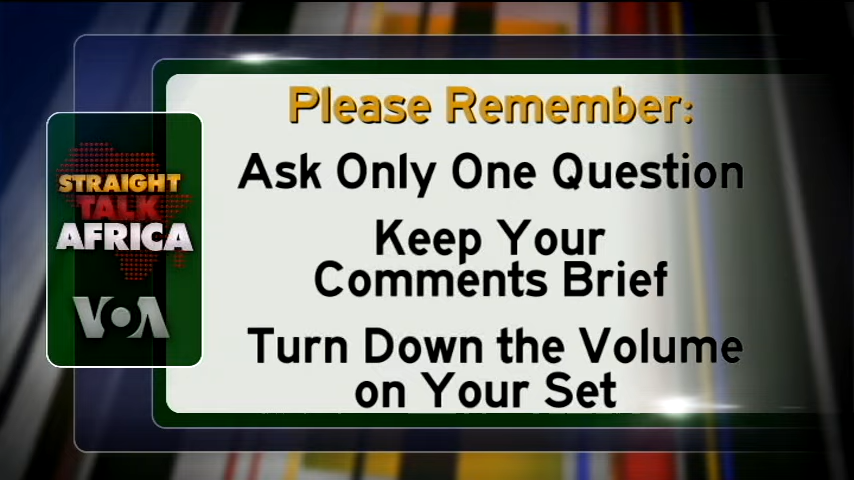 Please Remember:
Ask Only One Question
Keep Your
Comments Brief
Turn Down the Volume
on Your Set
STRAIGHT
TALK
AFRICA
VOA